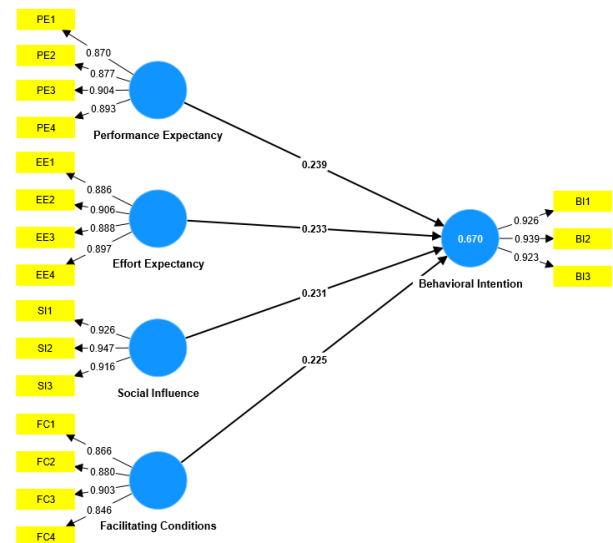 PE1
0.870
PE2
0.877
PE3
0.904
PE4
0.893
Performance Expectancy
0.239
EE1
0.886
EE2
0.906
EE3
0.888
EE4
0.897
Effort Expectancy
0.233
SI1
0.926
SI2
0.947
SI3
0.916
Social Influence
0.231
FC1
0.866
FC2
0.880
FC3
0.903
FC4
0.846
Facilitating Conditions
0.225
0.670
Behavioral Intention
0.926
BI1
0.939
BI2
0.923
BI3